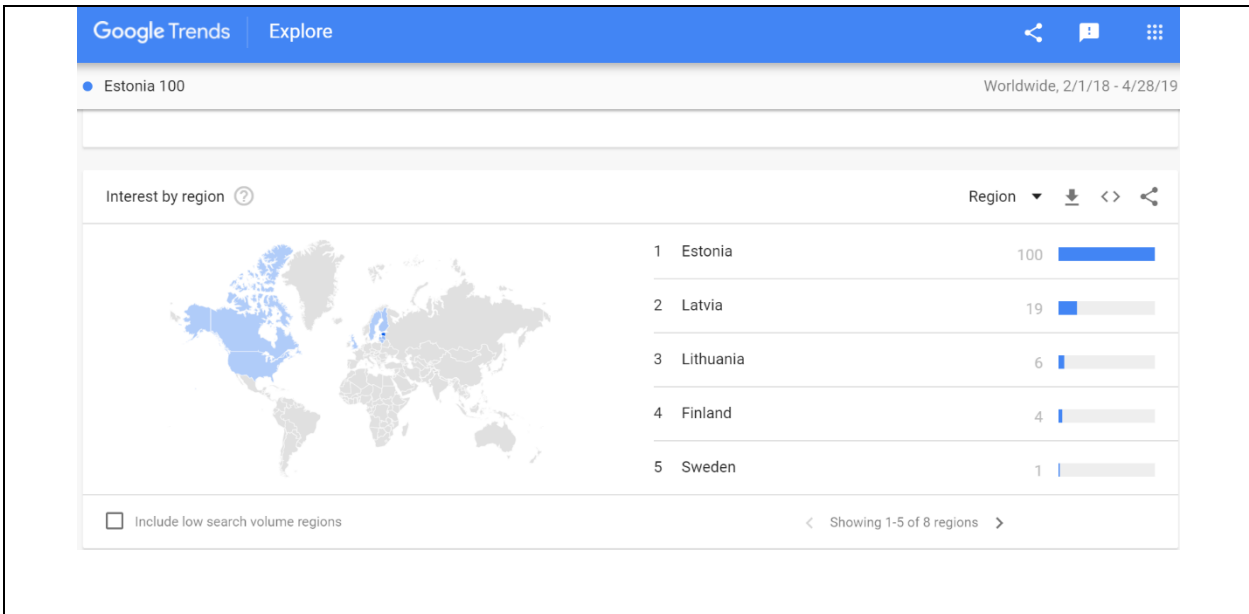 Google Trends Explore
Estonia 100 Worldwide, 2/1/18 - 4/28/19
Interest by region ? Region
1 Estonia 100
2 Latvia 19
3 Lithuania 6
4 Finland 4
5 Sweden 1
Include low search volume regions Showing 1-5 of 8 regions